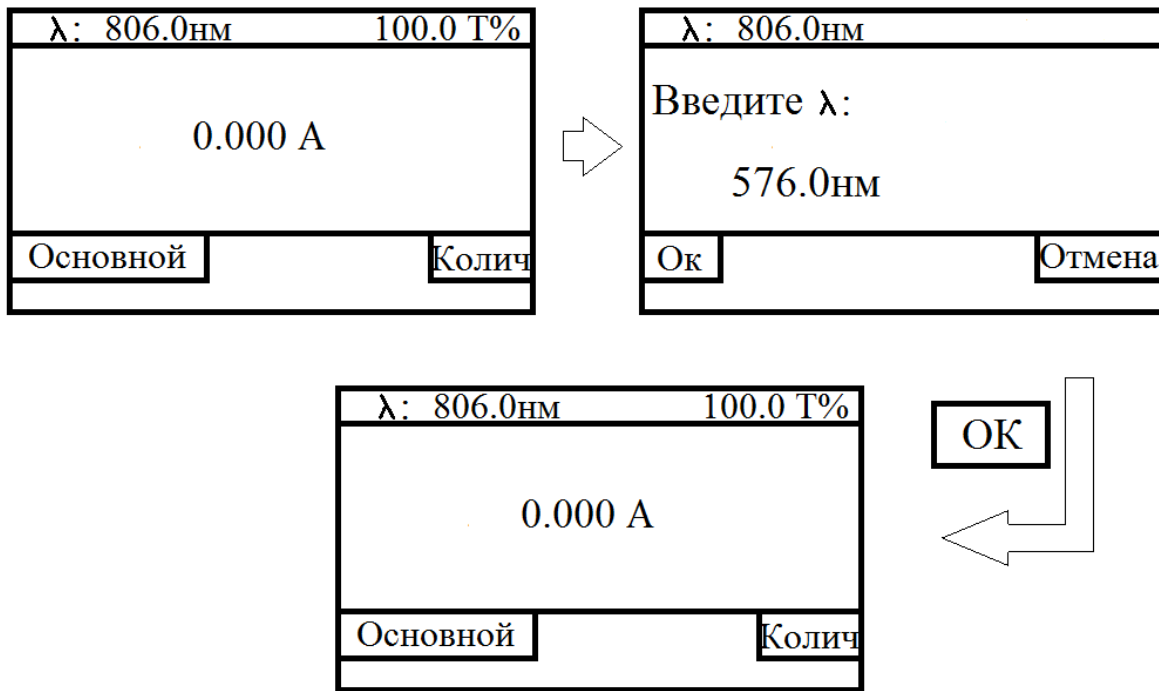 λ: 806.0нм 100.0 T%
0.000 A
Основной Колич
λ: 806.0нм
Введите λ:
576.0нм
Ок Отмена
ОК
λ: 806.0нм 100.0 T%
0.000 A
Основной Колич